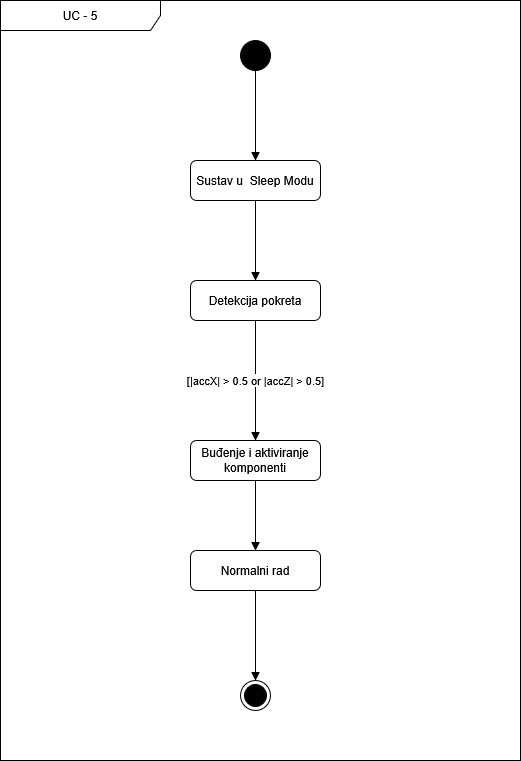 UC - 5
Sustav u  Sleep Modu
Detekcija pokreta
[|accX| > 0.5 or |accZ| > 0.5]
Buđenje i aktiviranje
komponenti
Normalni rad